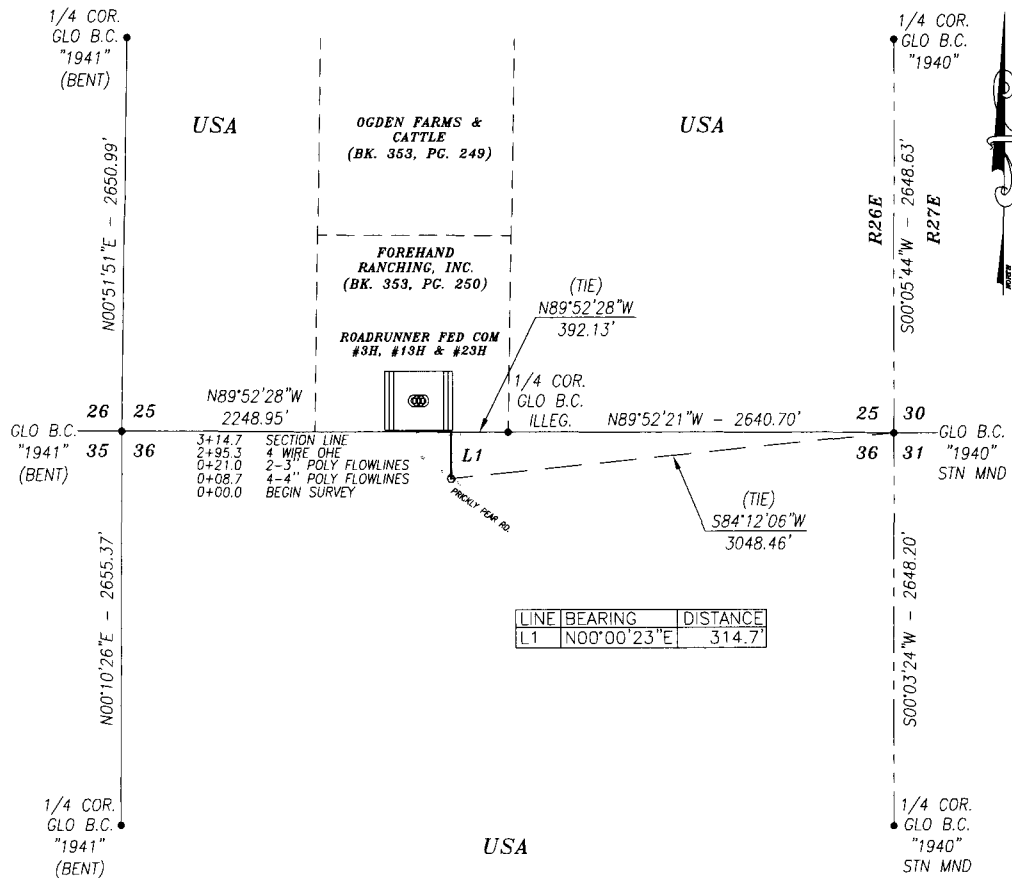 1/4 COR.
GLO B.C.
"1941"
(BENT)
1/4 COR.
GLO B.C.
"1940"
USA
OGDEN FARMS &
CATTLE
(BK. 353, PG. 249)
USA
N00°51'51"E - 2650.99'
S00°05'44"W - 2648.63'
R26E
R27E
NORTH
FOREHAND
RANCHING, INC.
(BK. 353, PG. 250)
(TIE)
N89°52'28"W
392.13'
ROADRUNNER FED COM
#3H, #13H & #23H
1/4 COR.
GLO B.C.
ILLEG.
N89°52'28"W
2248.95'
N89°52'21"W - 2640.70'
26 25
35 36
25 30
36 31
GLO B.C.
"1941"
(BENT)
GLO B.C.
"1940"
STN MND
3+14.7 SECTION LINE
2+95.3 4 WIRE OHE
0+21.0 2-3" POLY FLOWLINES
0+08.7 4-4" POLY FLOWLINES
0+00.0 BEGIN SURVEY
L1
PRICKLY PEAR RD.
(TIE)
S84°12'06"W
3048.46'
N00°10'26"E - 2655.37'
S00°03'24"W - 2648.20'
LINE BEARING DISTANCE
L1 N00°00'23"E 314.7'
1/4 COR.
GLO B.C.
"1941"
(BENT)
USA
1/4 COR.
GLO B.C.
"1940"
STN MND